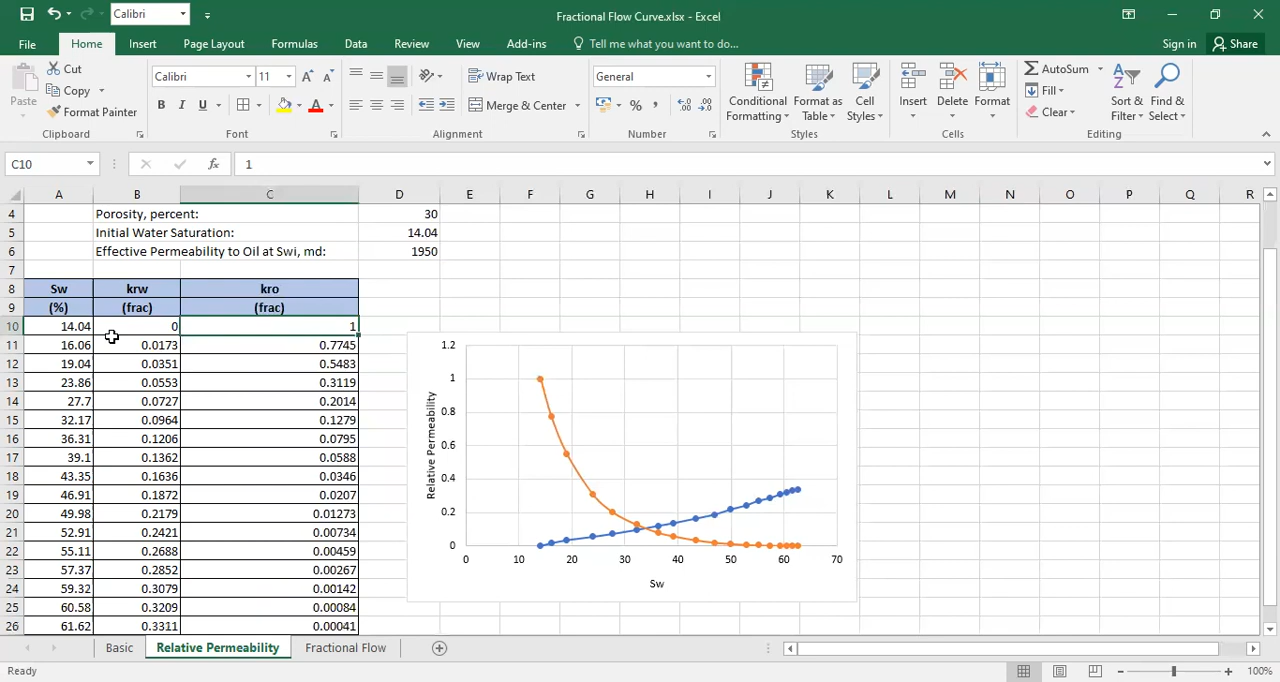 Calibri
Fractional Flow Curve.xlsx - Excel
File Home Insert Page Layout Formulas Data Review View Add-ins Tell me what you want to do... Sign in Share
Paste
Cut
Copy
Format Painter
Clipboard
Calibri 11
B I U
Font
Wrap Text
Merge & Center
Alignment
General
Number
Conditional Formatting
Format as Table
Cell Styles
Styles
Insert
Delete
Format
Cells
AutoSum
Fill
Clear
Sort & Filter
Find & Select
Editing
C10 fx 1
A B C D E F G H I J K L M N O P Q R
4 Porosity, percent: 30
5 Initial Water Saturation: 14.04
6 Effective Permeability to Oil at Swi, md: 1950
7
8 Sw krw kro
9 (%) (frac) (frac)
10 14.04 0 1
11 16.06 0.0173 0.7745
12 19.04 0.0351 0.5483
13 23.86 0.0553 0.3119
14 27.7 0.0727 0.2014
15 32.17 0.0964 0.1279
16 36.31 0.1206 0.0795
17 39.1 0.1362 0.0588
18 43.35 0.1636 0.0346
19 46.91 0.1872 0.0207
20 49.98 0.2179 0.01273
21 52.91 0.2421 0.00734
22 55.11 0.2688 0.00459
23 57.37 0.2852 0.00267
24 59.32 0.3079 0.00142
25 60.58 0.3209 0.00084
26 61.62 0.3311 0.00041
1.2
1
0.8
0.6
0.4
0.2
0
Relative Permeability
0 10 20 30 40 50 60 70
Sw
Basic Relative Permeability Fractional Flow
Ready 100%